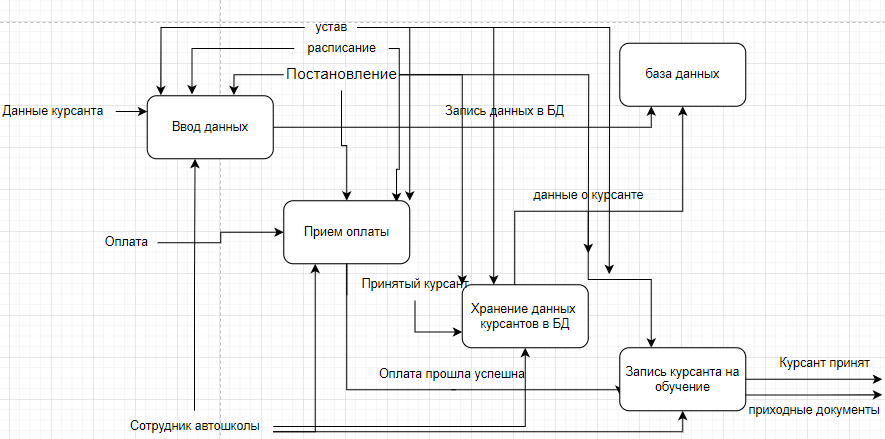 устав
расписание
Постановление
база данных
Данные курсанта
Ввод данных
Запись данных в БД
данные о курсанте
Прием оплаты
Оплата
Принятый курсант
Хранение данных
курсантов в БД
Оплата прошла успешна
Запись курсанта на
обучение
Курсант принят
приходные документы
Сотрудник автошколы